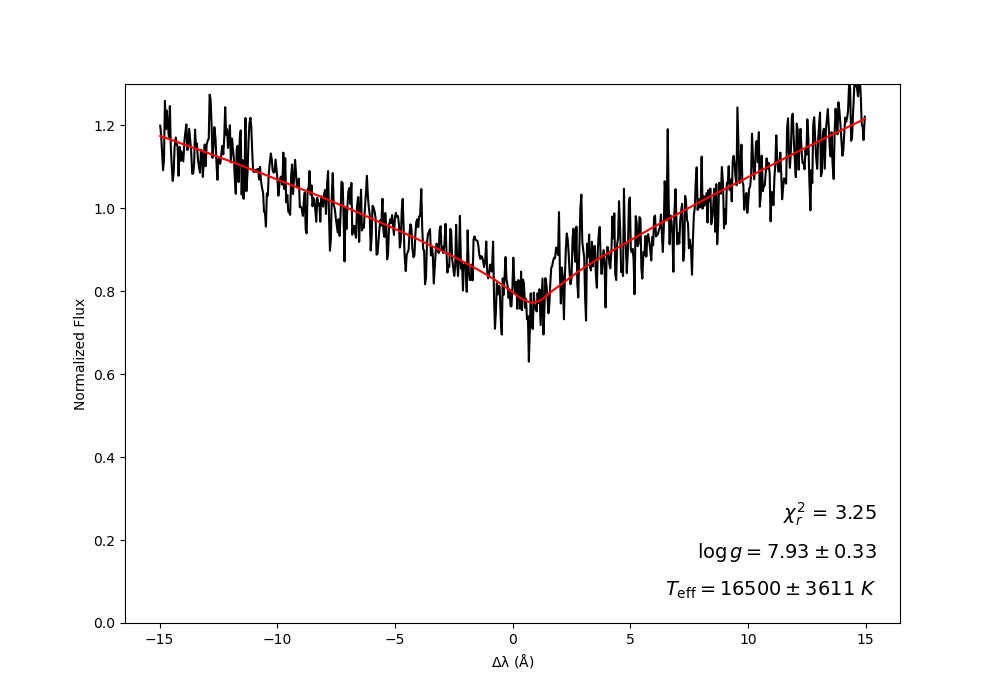 1.2
1.0
0.8
0.6
0.4
0.2
0.0
Normalized Flux
χ²ᵣ = 3.25
log g = 7.93 ± 0.33
T_eff = 16500 ± 3611 K
−15 −10 −5 0 5 10 15
Δλ (Å)